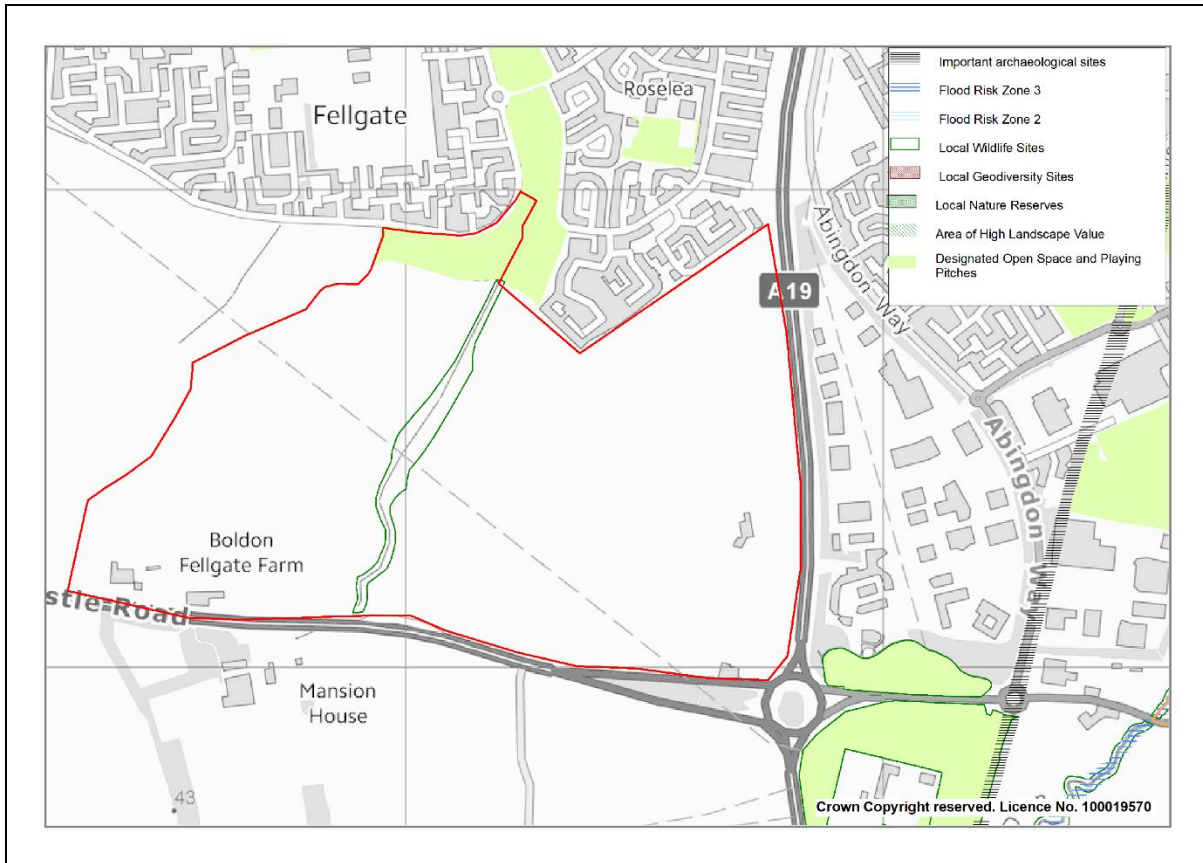 Fellgate
Roselea
A19
Abingdon Way
Abingdon Way
Boldon
Fellgate Farm
stle Road
Mansion
House
43
Important archaeological sites
Flood Risk Zone 3
Flood Risk Zone 2
Local Wildlife Sites
Local Geodiversity Sites
Local Nature Reserves
Area of High Landscape Value
Designated Open Space and Playing
Pitches
Crown Copyright reserved. Licence No. 100019570